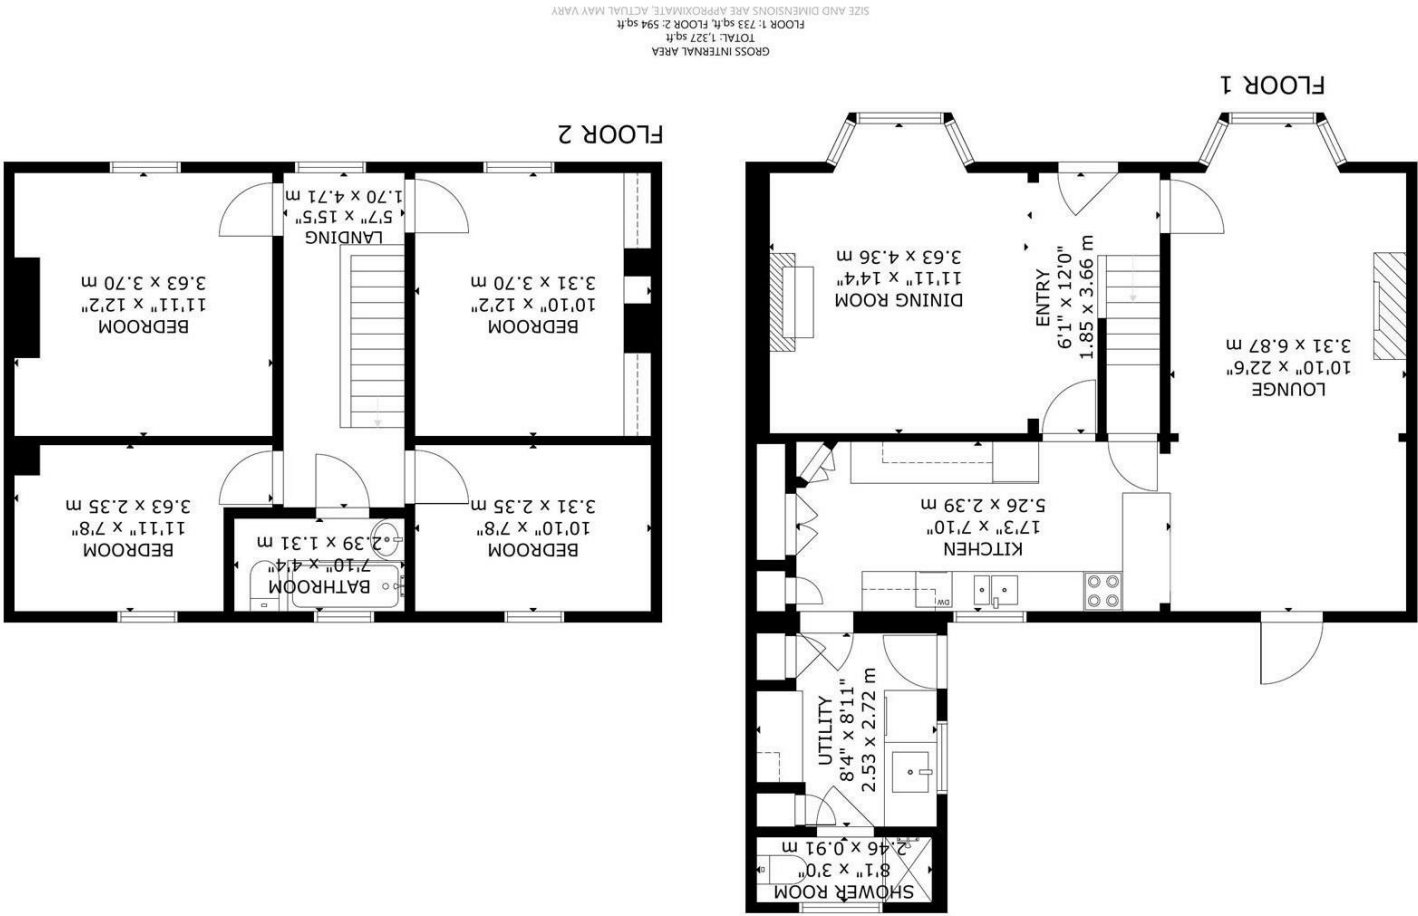 FLOOR 1
SHOWER ROOM
8'1" x 3'0"
2.46 x 0.91 m
UTILITY
8'4" x 8'11"
2.53 x 2.72 m
DW
KITCHEN
17'3" x 7'10"
5.26 x 2.39 m
LOUNGE
10'10" x 22'6"
3.31 x 6.87 m
ENTRY
6'1" x 12'0"
1.85 x 3.66 m
DINING ROOM
11'11" x 14'4"
3.63 x 4.36 m
FLOOR 2
BATHROOM
7'10" x 4'4"
2.39 x 1.31 m
BEDROOM
10'10" x 7'8"
3.31 x 2.35 m
BEDROOM
11'11" x 7'8"
3.63 x 2.35 m
BEDROOM
10'10" x 12'2"
3.31 x 3.70 m
BEDROOM
11'11" x 12'2"
3.63 x 3.70 m
LANDING
5'7" x 15'5"
1.70 x 4.71 m
GROSS INTERNAL AREA
TOTAL: 1,327 sq.ft
FLOOR 1: 733 sq.ft, FLOOR 2: 594 sq.ft
SIZE AND DIMENSIONS ARE APPROXIMATE, ACTUAL MAY VARY